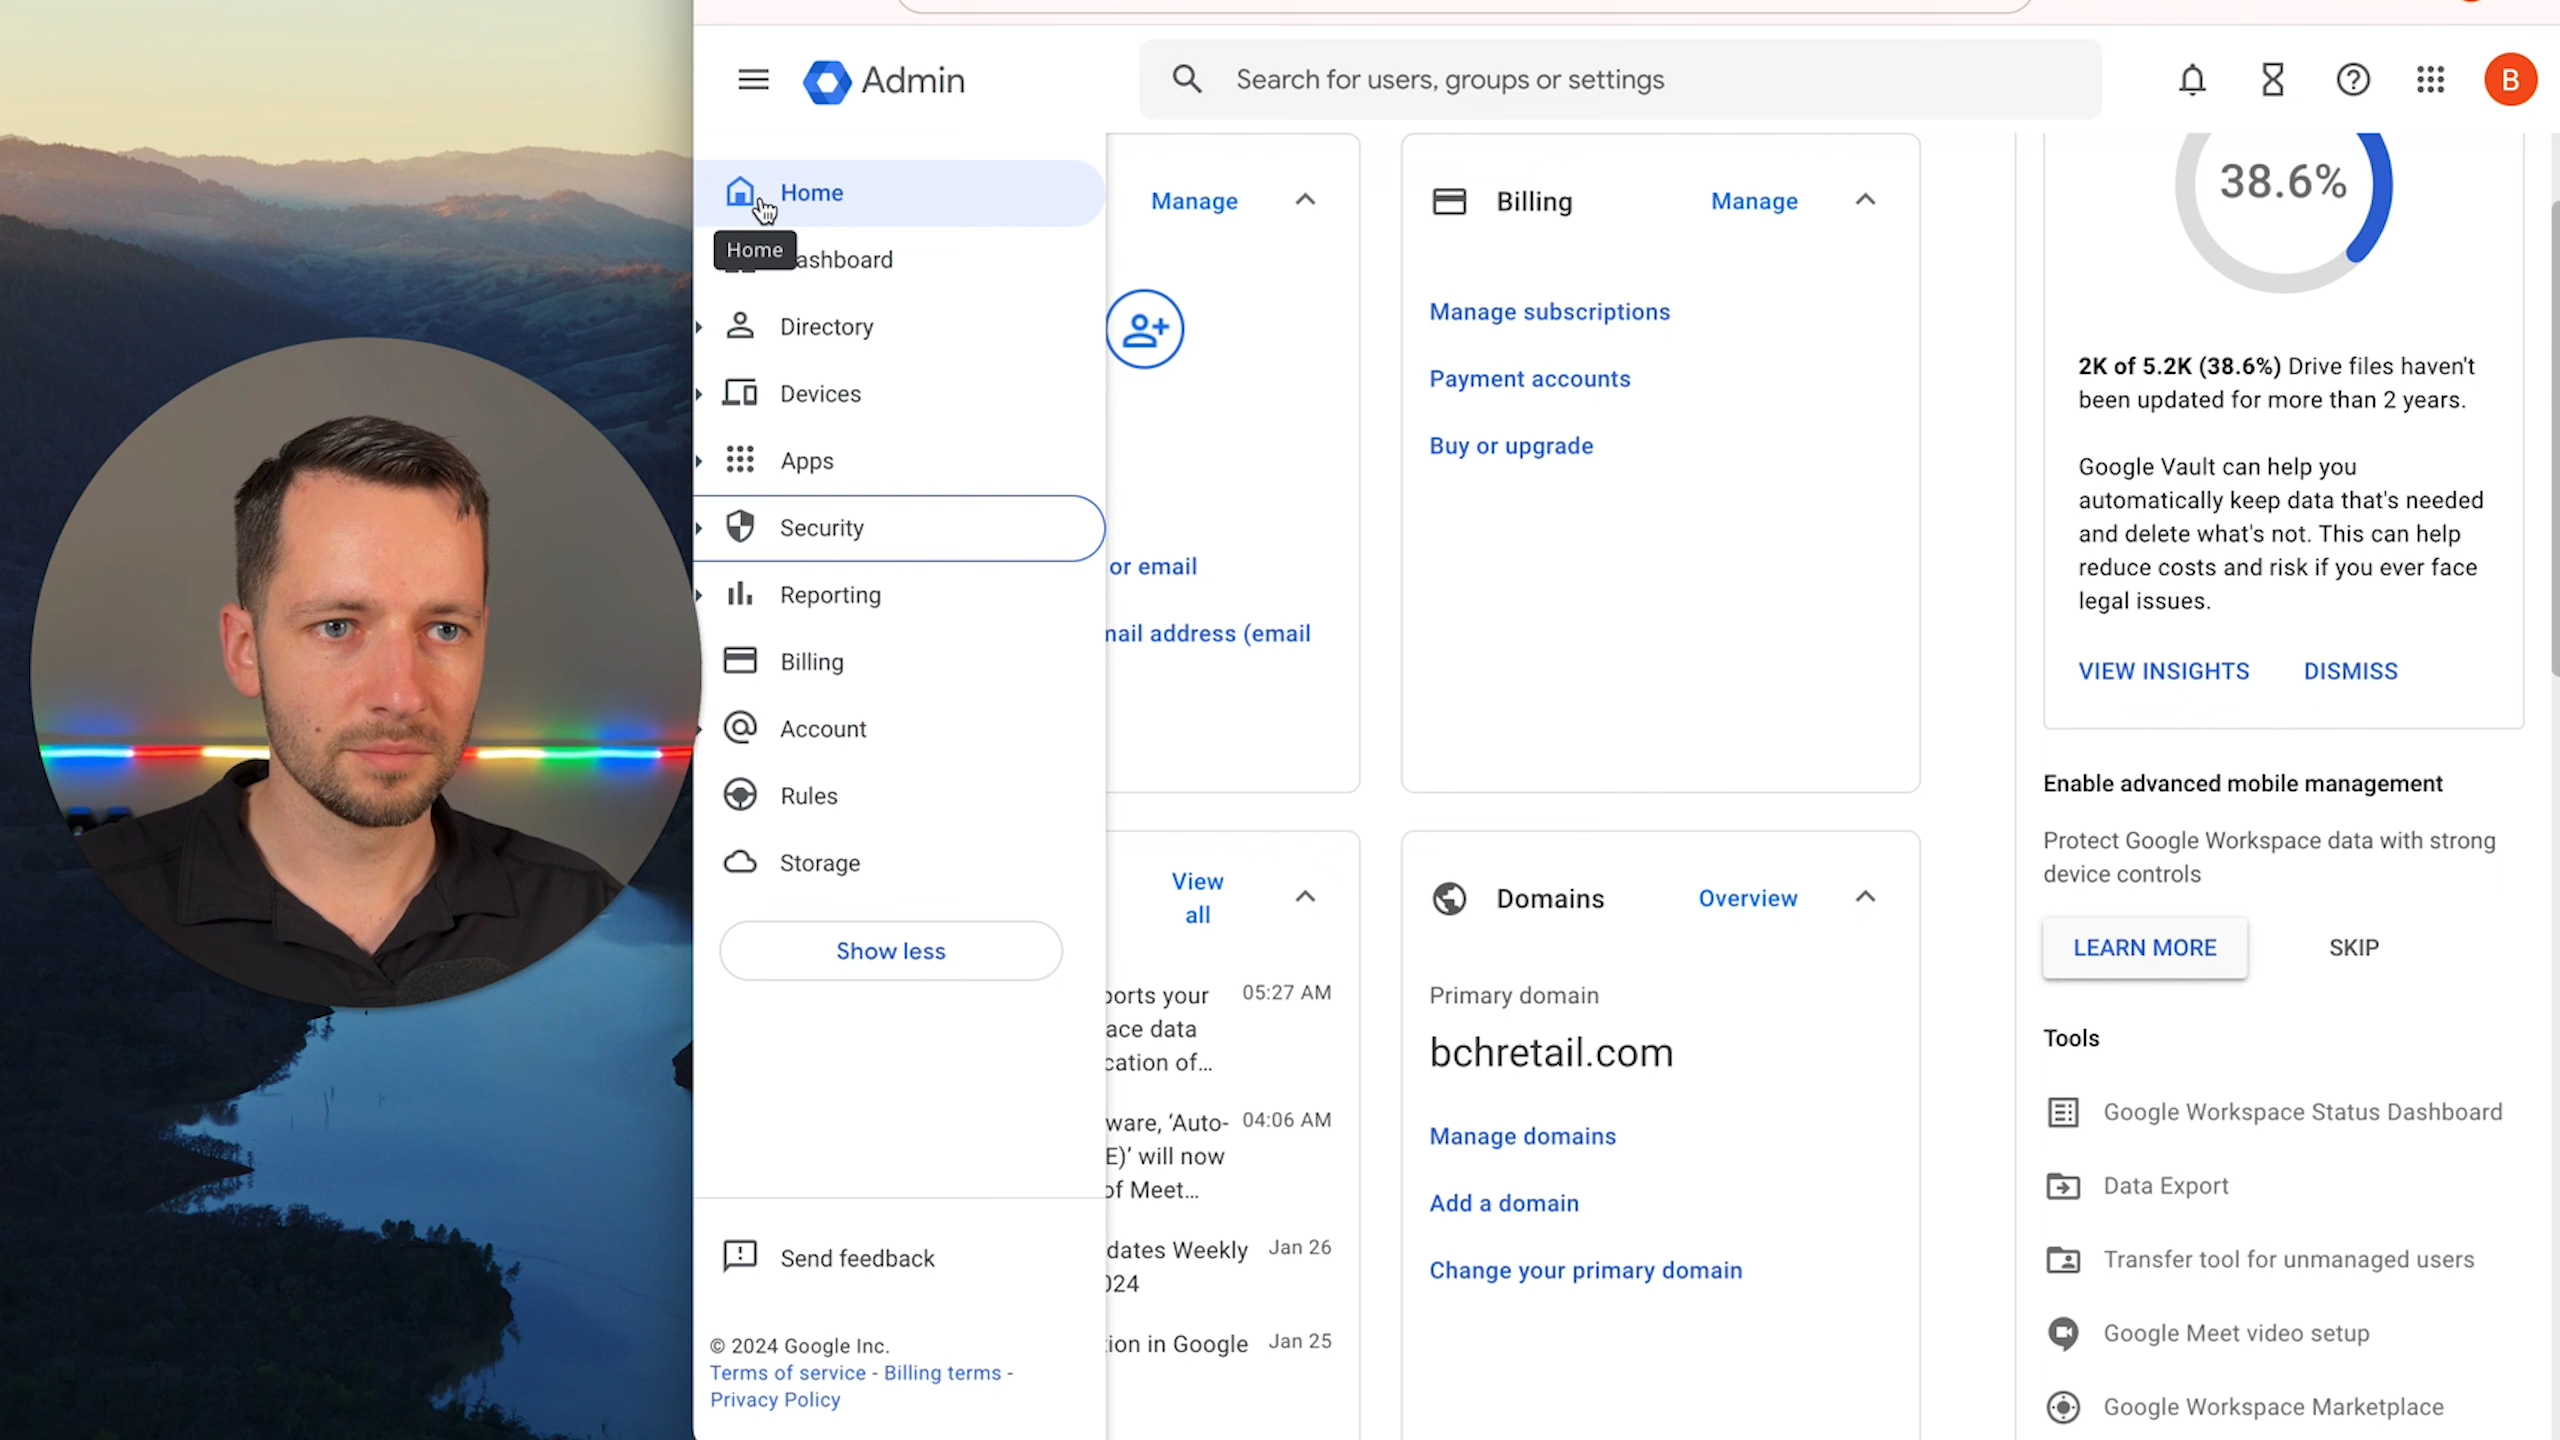 Admin
Search for users, groups or settings
B
Home
Home
ashboard
Directory
Devices
Apps
Security
Reporting
Billing
Account
Rules
Storage
Show less
Send feedback
© 2024 Google Inc.
Terms of service - Billing terms -
Privacy Policy
Manage
or email
mail address (email
View
all
ports your 05:27 AM
ace data
cation of...
ware, ‘Auto- 04:06 AM
E)’ will now
of Meet...
dates Weekly Jan 26
024
ion in Google Jan 25
Billing Manage
Manage subscriptions
Payment accounts
Buy or upgrade
Domains Overview
Primary domain
bchretail.com
Manage domains
Add a domain
Change your primary domain
38.6%
2K of 5.2K (38.6%) Drive files haven't
been updated for more than 2 years.
Google Vault can help you
automatically keep data that's needed
and delete what's not. This can help
reduce costs and risk if you ever face
legal issues.
VIEW INSIGHTS DISMISS
Enable advanced mobile management
Protect Google Workspace data with strong
device controls
LEARN MORE SKIP
Tools
Google Workspace Status Dashboard
Data Export
Transfer tool for unmanaged users
Google Meet video setup
Google Workspace Marketplace